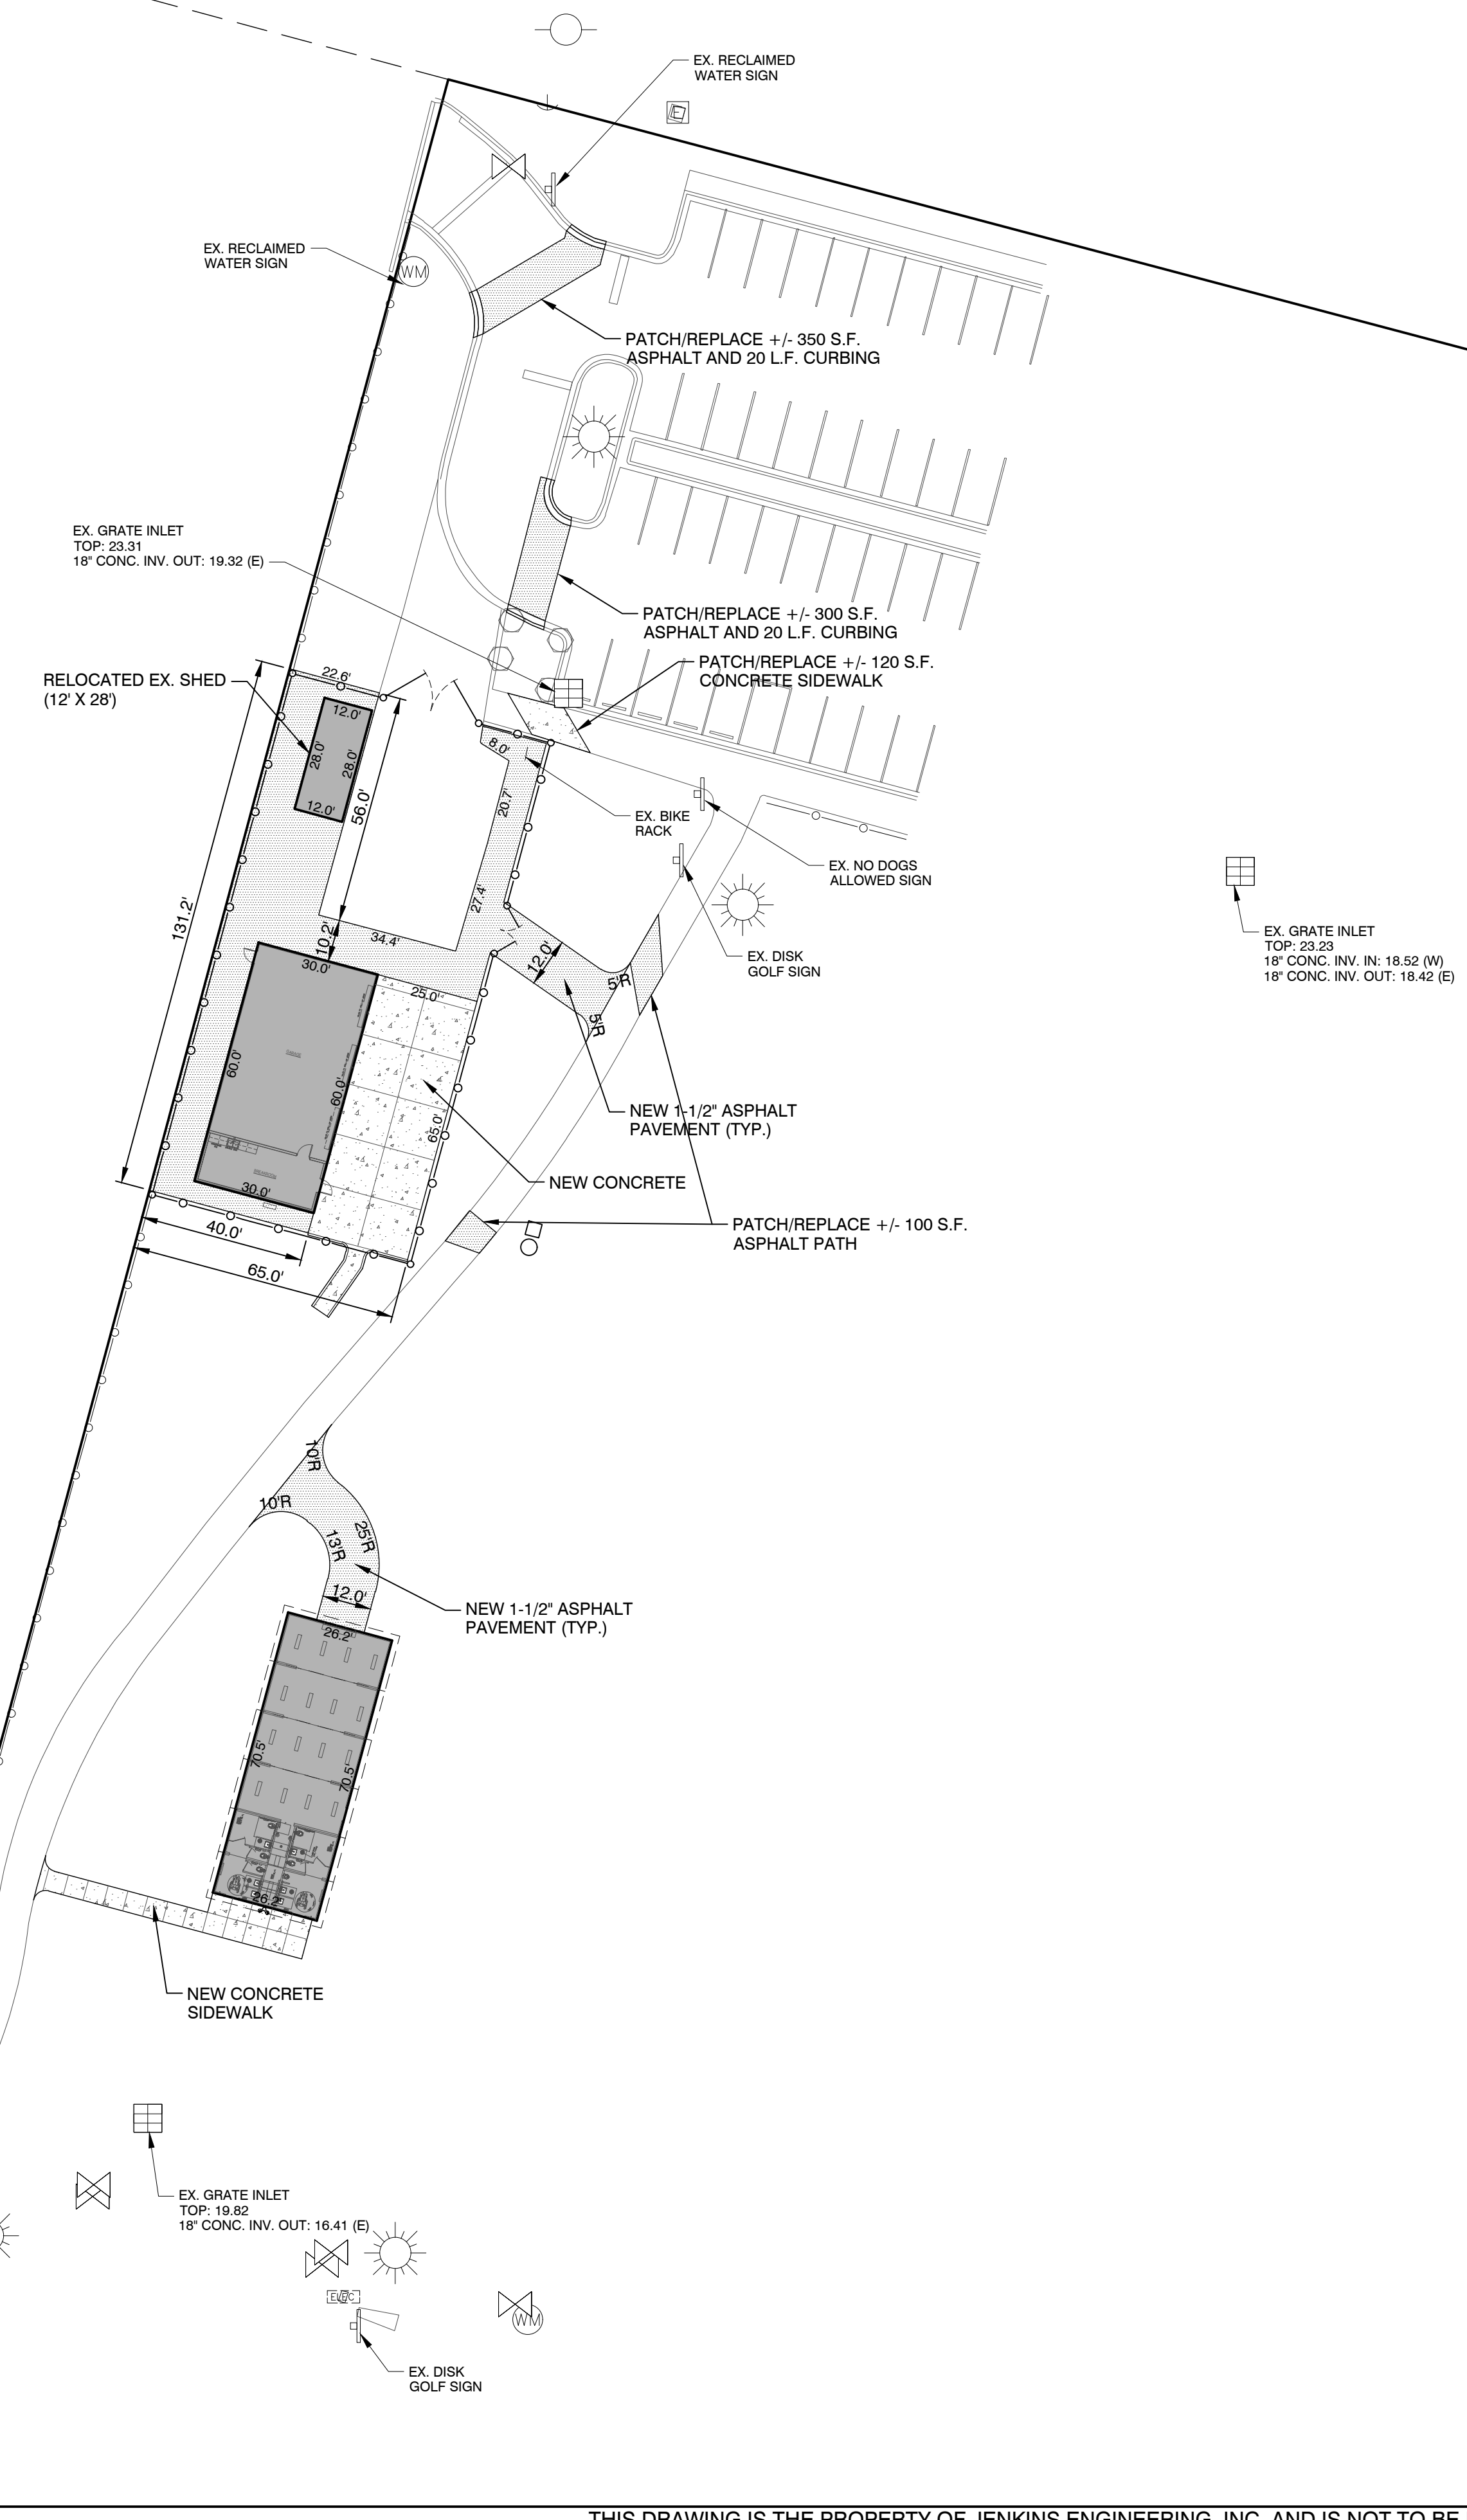 EX. RECLAIMED
WATER SIGN
E
EX. RECLAIMED
WATER SIGN
WM
PATCH/REPLACE +/- 350 S.F.
ASPHALT AND 20 L.F. CURBING
EX. GRATE INLET
TOP: 23.31
18" CONC. INV. OUT: 19.32 (E)
PATCH/REPLACE +/- 300 S.F.
ASPHALT AND 20 L.F. CURBING
PATCH/REPLACE +/- 120 S.F.
CONCRETE SIDEWALK
RELOCATED EX. SHED
(12' X 28')
22.6'
12.0'
28.0'
28.0'
12.0'
56.0'
8.0'
20.7'
27.4'
EX. BIKE
RACK
EX. NO DOGS
ALLOWED SIGN
131.2'
EX. GRATE INLET
TOP: 23.23
18" CONC. INV. IN: 18.52 (W)
18" CONC. INV. OUT: 18.42 (E)
34.4'
10.2'
30.0'
25.0'
12.0'
5'R
5'R
EX. DISK
GOLF SIGN
60.0'
60.0'
65.0'
NEW 1-1/2" ASPHALT
PAVEMENT (TYP.)
NEW CONCRETE
30.0'
PATCH/REPLACE +/- 100 S.F.
ASPHALT PATH
40.0'
65.0'
10'R
10'R
25'R
13'R
12.0'
NEW 1-1/2" ASPHALT
PAVEMENT (TYP.)
26.2'
70.5'
70.5'
26.2'
NEW CONCRETE
SIDEWALK
EX. GRATE INLET
TOP: 19.82
18" CONC. INV. OUT: 16.41 (E)
ELEC
WM
EX. DISK
GOLF SIGN
THIS DRAWING IS THE PROPERTY OF JENKINS ENGINEERING, INC. AND IS NOT TO BE